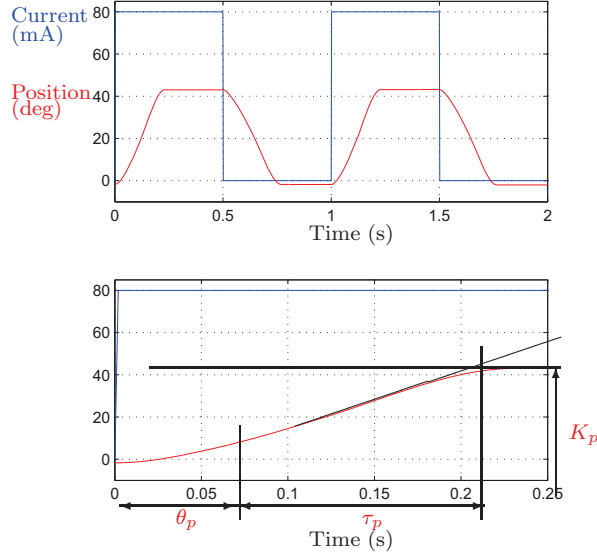 Current
(mA)
80
60
40
20
0
Position
(deg)
0 0.5 1 1.5 2
Time (s)
80
60
40
20
0
K_p
0 0.05 0.1 0.15 0.2 0.25
θ_p τ_p
Time (s)